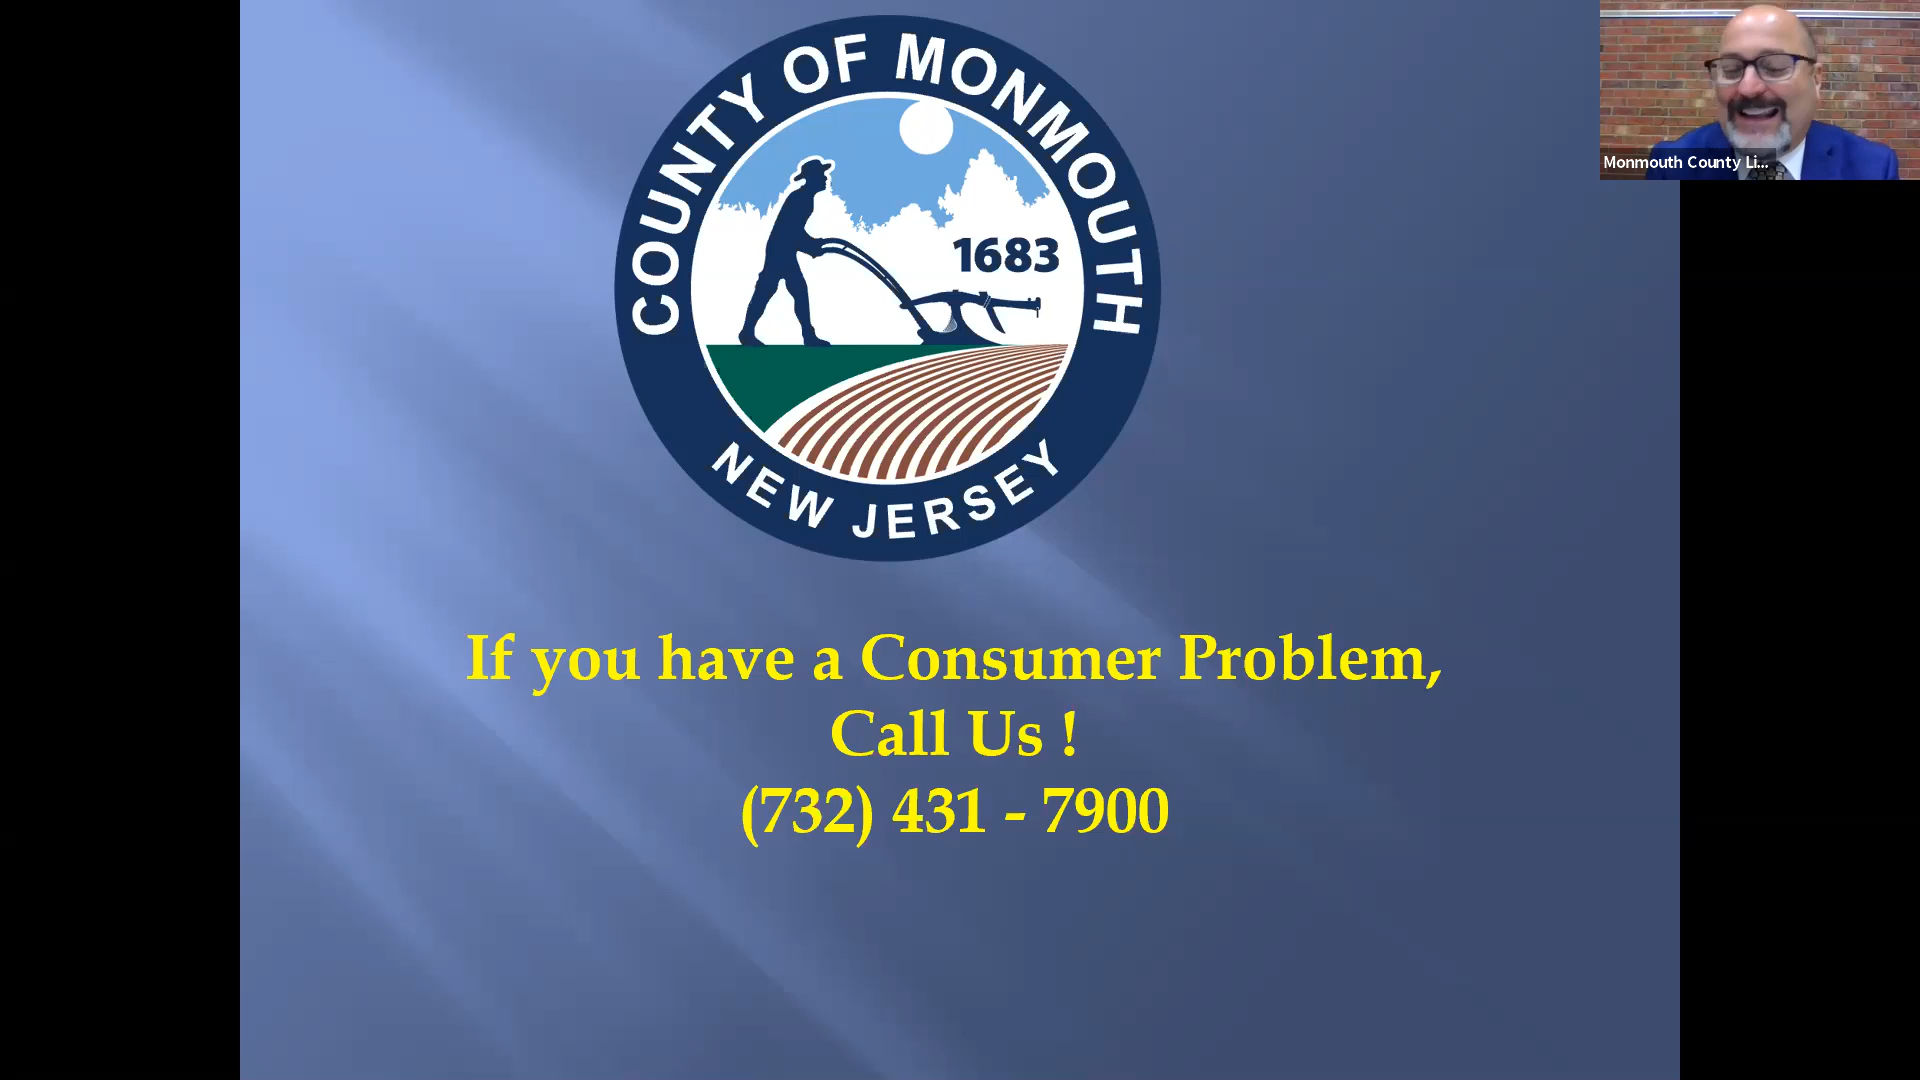 COUNTY OF MONMOUTH
1683
NEW JERSEY
Monmouth County Li...
If you have a Consumer Problem,
Call Us !
(732) 431 - 7900